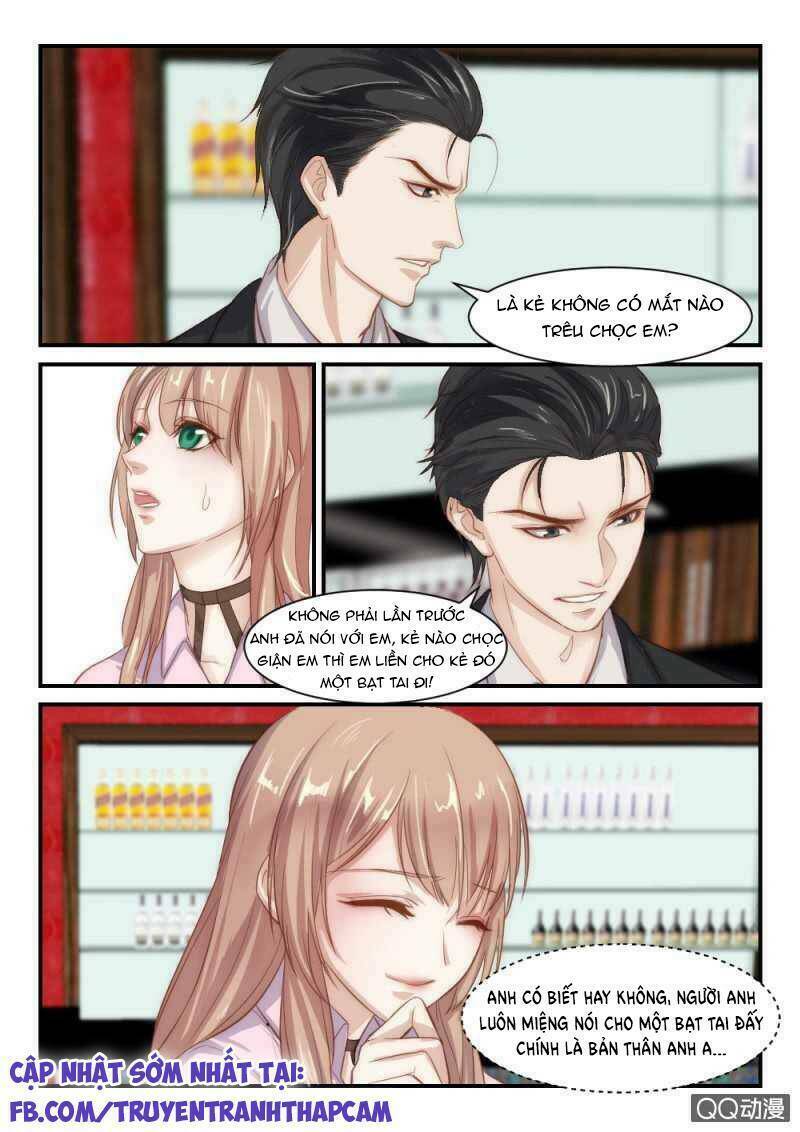 LÀ KẺ KHÔNG CÓ MẮT NÀO
TRÊU CHỌC EM?
KHÔNG PHẢI LẦN TRƯỚC
ANH ĐÃ NÓI VỚI EM, KẺ NÀO CHỌC
GIẬN EM THÌ EM LIỀN CHO KẺ ĐÓ
MỘT BẠT TAI ĐI!
ANH CÓ BIẾT HAY KHÔNG, NGƯỜI ANH
LUÔN MIỆNG NÓI CHO MỘT BẠT TAI ĐẤY
CHÍNH LÀ BẢN THÂN ANH A...
CẬP NHẬT SỚM NHẤT TẠI:
FB.COM/TRUYENTRANHTHAPCAM
QQ动漫